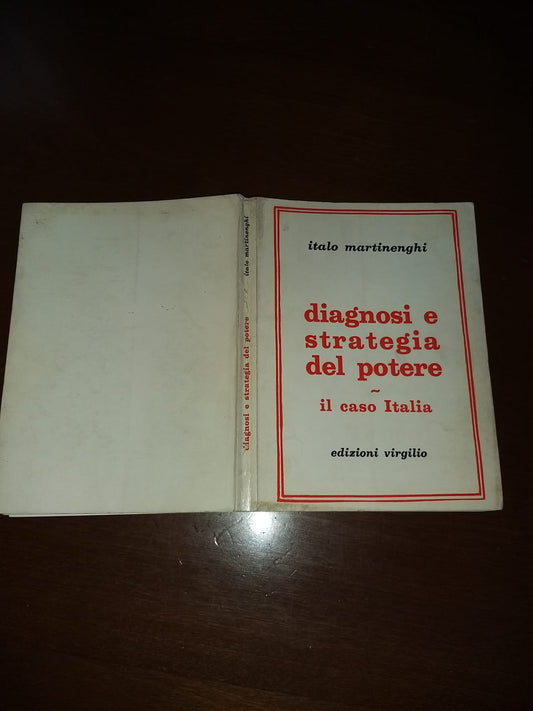 italo martinenghi
diagnosi e
strategia
del potere
~
il caso Italia
edizioni virgilio
diagnosi e strategia del potere
italo martinenghi